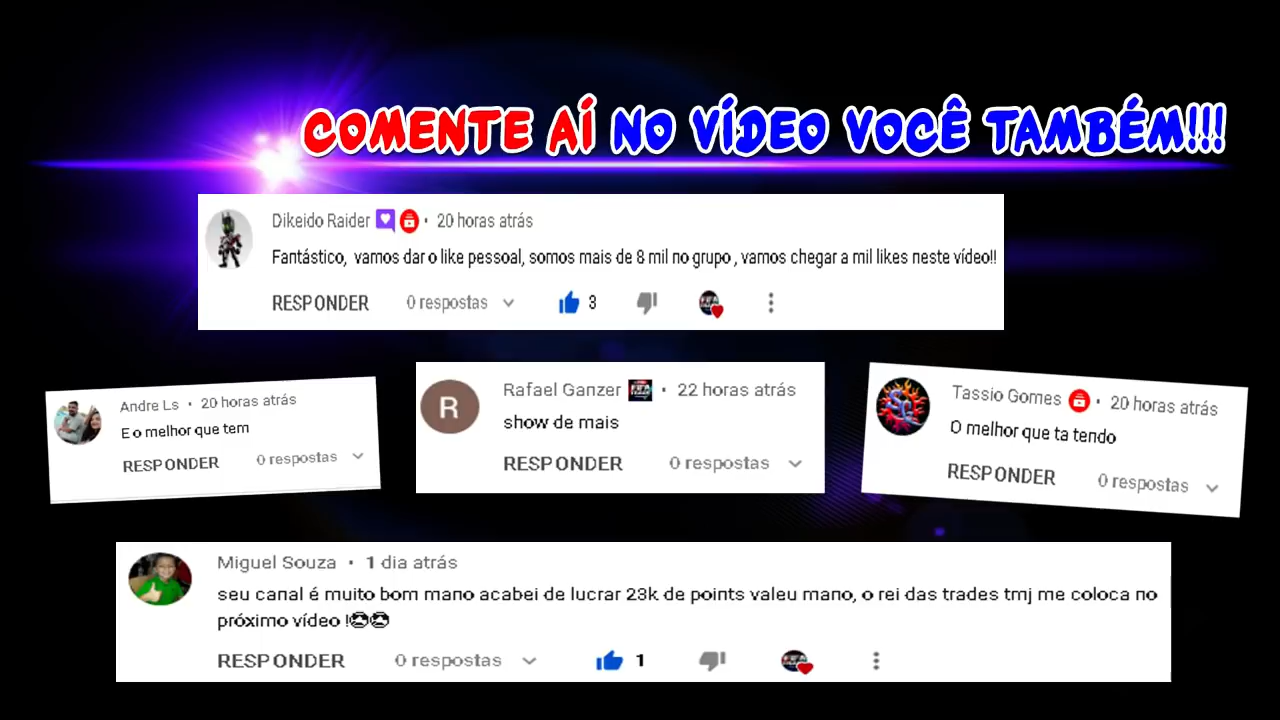 COMENTE AÍ NO VÍDEO VOCÊ TAMBÉM!!!
Dikeido Raider • 20 horas atrás
Fantástico, vamos dar o like pessoal, somos mais de 8 mil no grupo , vamos chegar a mil likes neste vídeo!!
RESPONDER 0 respostas 3
Andre Ls • 20 horas atrás
E o melhor que tem
RESPONDER 0 respostas
Rafael Ganzer • 22 horas atrás
show de mais
RESPONDER 0 respostas
Tassio Gomes • 20 horas atrás
O melhor que ta tendo
RESPONDER 0 respostas
Miguel Souza • 1 dia atrás
seu canal é muito bom mano acabei de lucrar 23k de points valeu mano, o rei das trades tmj me coloca no
próximo vídeo !
RESPONDER 0 respostas 1